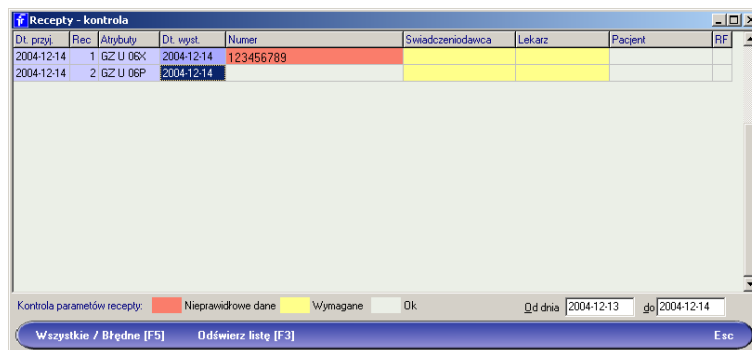 Recepty - kontrola
Dt. przyj. Rec Atrybuty Dt. wyst. Numer Swiadczeniodawca Lekarz Pacjent RF
2004-12-14 1 GZ U 06X 2004-12-14 123456789
2004-12-14 2 GZ U 06P 2004-12-14
Kontrola parametów recepty: Nieprawidłowe dane Wymagane Ok Od dnia 2004-12-13 do 2004-12-14
Wszystkie / Błędne [F5] Odświerz listę [F3] Esc